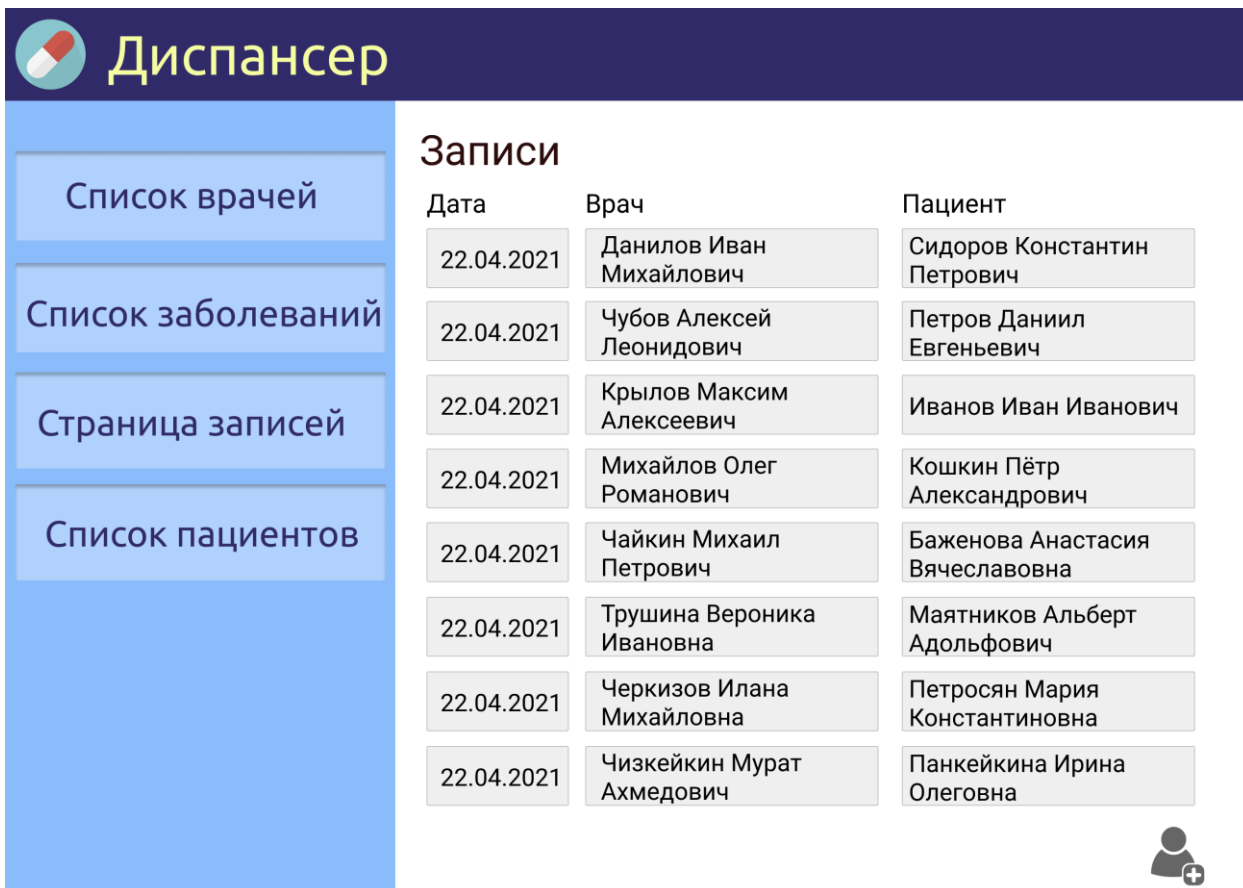 Диспансер
Список врачей
Список заболеваний
Страница записей
Список пациентов
Записи
Дата Врач Пациент
22.04.2021 Данилов Иван Михайлович Сидоров Константин Петрович
22.04.2021 Чубов Алексей Леонидович Петров Даниил Евгеньевич
22.04.2021 Крылов Максим Алексеевич Иванов Иван Иванович
22.04.2021 Михайлов Олег Романович Кошкин Пётр Александрович
22.04.2021 Чайкин Михаил Петрович Баженова Анастасия Вячеславовна
22.04.2021 Трушина Вероника Ивановна Маятников Альберт Адольфович
22.04.2021 Черкизов Илана Михайловна Петросян Мария Константиновна
22.04.2021 Чизкейкин Мурат Ахмедович Панкейкина Ирина Олеговна